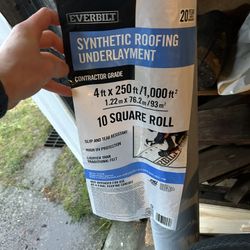 EVERBILT
20
SYNTHETIC ROOFING
UNDERLAYMENT
CONTRACTOR GRADE
4 ft x 250 ft/1,000 ft²
1.22 m x 76.2 m/93 m²
10 SQUARE ROLL
SLIP AND TEAR RESISTANT
MAXIMUM UV PROTECTION
LIGHTER THAN
TRADITIONAL FELT